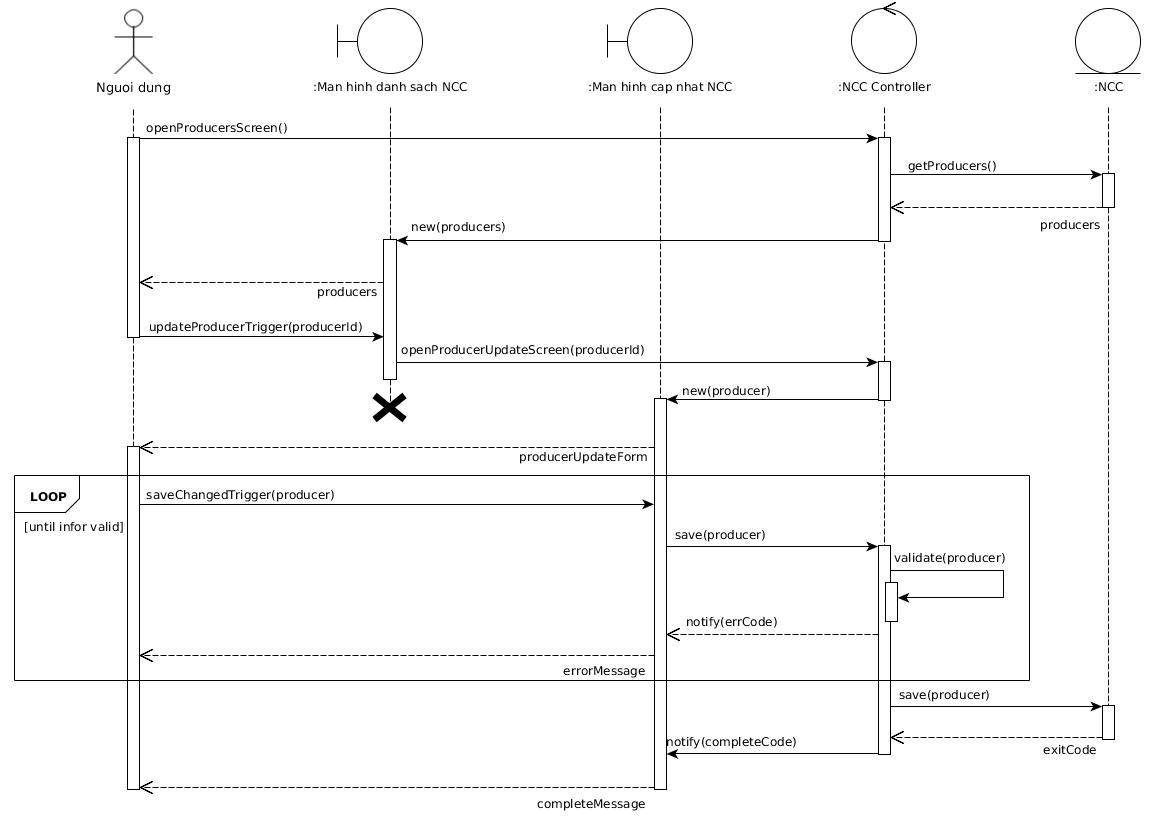 Nguoi dung
:Man hinh danh sach NCC
:Man hinh cap nhat NCC
:NCC Controller
:NCC
openProducersScreen()
getProducers()
producers
new(producers)
producers
updateProducerTrigger(producerId)
openProducerUpdateScreen(producerId)
new(producer)
producerUpdateForm
LOOP
saveChangedTrigger(producer)
[until infor valid]
save(producer)
validate(producer)
notify(errCode)
errorMessage
save(producer)
notify(completeCode)
exitCode
completeMessage